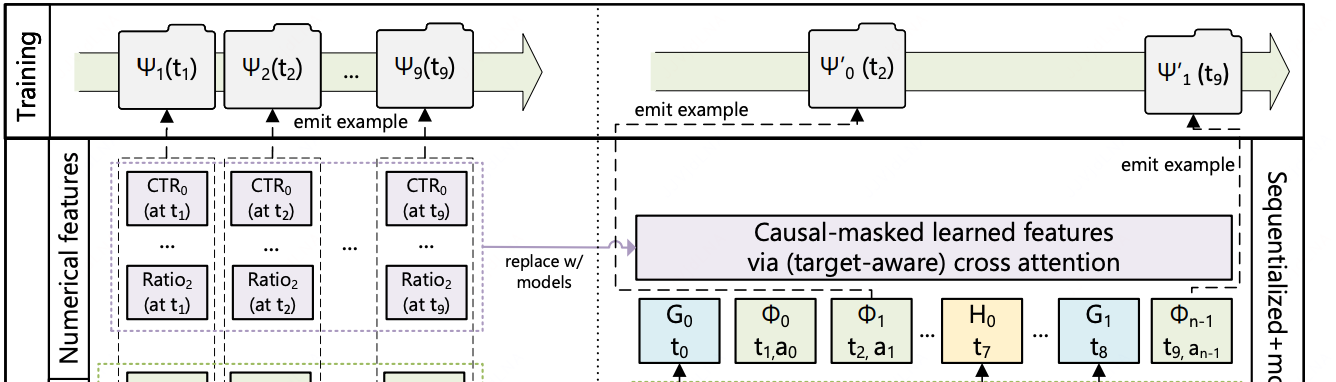 Training
Ψ₁(t₁)
Ψ₂(t₂)
...
Ψ₉(t₉)
Ψ′₀ (t₂)
Ψ′₁ (t₉)
emit example
emit example
emit example
Numerical features
CTR₀
(at t₁)
...
Ratio₂
(at t₁)
CTR₀
(at t₂)
...
Ratio₂
(at t₂)
...
CTR₀
(at t₉)
...
Ratio₂
(at t₉)
replace w/
models
Causal-masked learned features
via (target-aware) cross attention
G₀
t₀
Φ₀
t₁,a₀
Φ₁
t₂, a₁
...
H₀
t₇
...
G₁
t₈
Φₙ₋₁
t₉, aₙ₋₁
Sequentialized+mo